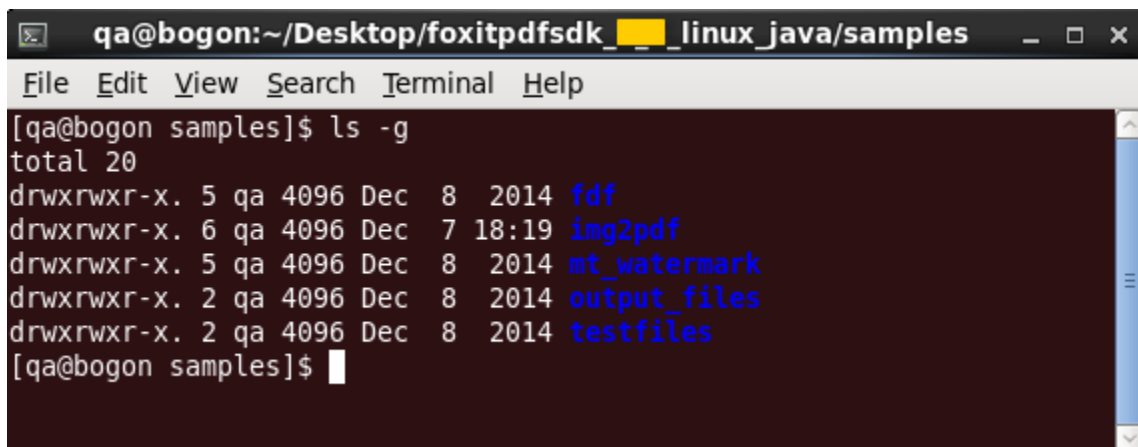 qa@bogon:~/Desktop/foxitpdfsdk_ _ _linux_java/samples
File Edit View Search Terminal Help
[qa@bogon samples]$ ls -g
total 20
drwxrwxr-x. 5 qa 4096 Dec  8  2014 fdf
drwxrwxr-x. 6 qa 4096 Dec  7 18:19 img2pdf
drwxrwxr-x. 5 qa 4096 Dec  8  2014 mt_watermark
drwxrwxr-x. 2 qa 4096 Dec  8  2014 output_files
drwxrwxr-x. 2 qa 4096 Dec  8  2014 testfiles
[qa@bogon samples]$